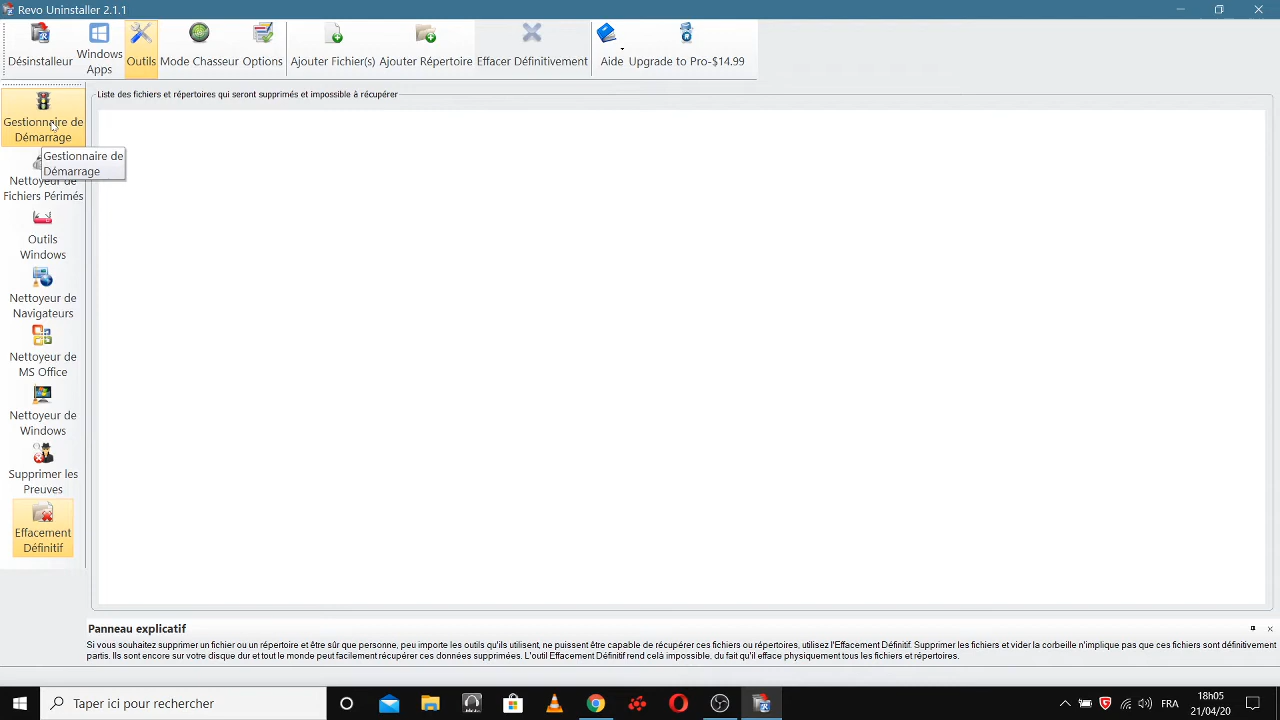 Revo Uninstaller 2.1.1
Désinstalleur
Windows
Apps
Outils
Mode Chasseur
Options
Ajouter Fichier(s)
Ajouter Répertoire
Effacer Définitivement
Aide
Upgrade to Pro-$14.99
Liste des fichiers et répertoires qui seront supprimés et impossible à récupérer
Gestionnaire de
Démarrage
Gestionnaire de
Démarrage
Nettoyeur de
Fichiers Périmés
Outils
Windows
Nettoyeur de
Navigateurs
Nettoyeur de
MS Office
Nettoyeur de
Windows
Supprimer les
Preuves
Effacement
Définitif
Panneau explicatif
Si vous souhaitez supprimer un fichier ou un répertoire et être sûr que personne, peu importe les outils qu'ils utilisent, ne puissent être capable de récupérer ces fichiers ou répertoires, utilisez l'Effacement Définitif. Supprimer les fichiers et vider la corbeille n'implique pas que ces fichiers sont définitivement
partis. Ils sont encore sur votre disque dur et tout le monde peut facilement récupérer ces données supprimées. L'outil Effacement Définitif rend celà impossible, du fait qu'il efface physiquement tous les fichiers et répertoires.
Taper ici pour rechercher
FRA
18h05
21/04/20